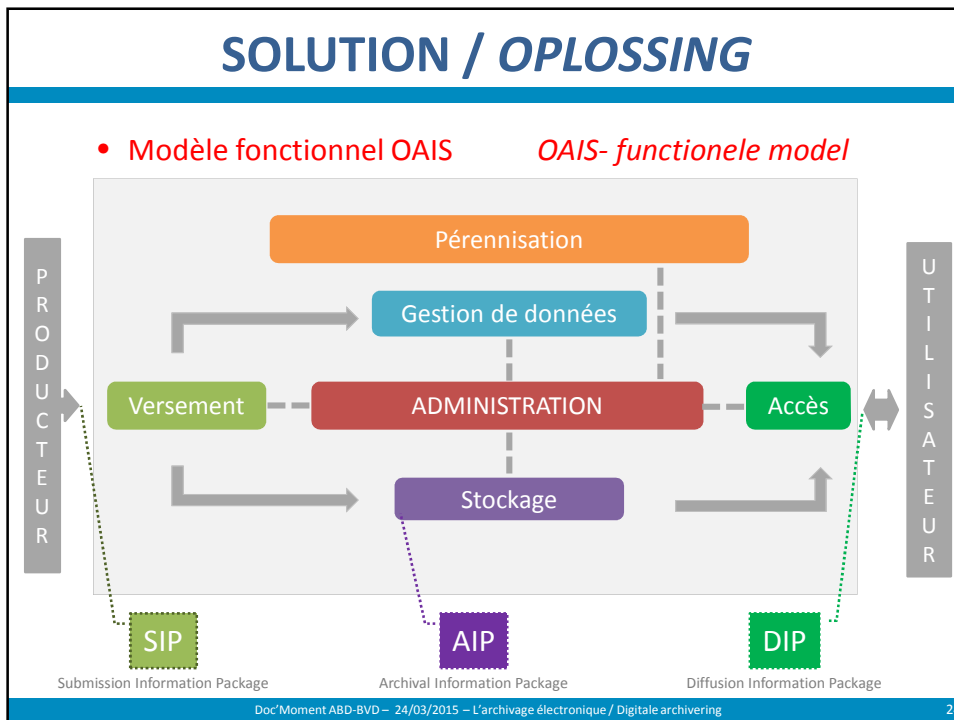 SOLUTION / OPLOSSING
• Modèle fonctionnel OAIS OAIS- functionele model
Pérennisation
PRODUCTEUR
UTILISATEUR
Gestion de données
Versement
ADMINISTRATION
Accès
Stockage
SIP
AIP
DIP
Submission Information Package
Archival Information Package
Diffusion Information Package
Doc'Moment ABD-BVD – 24/03/2015 – L'archivage électronique / Digitale archivering